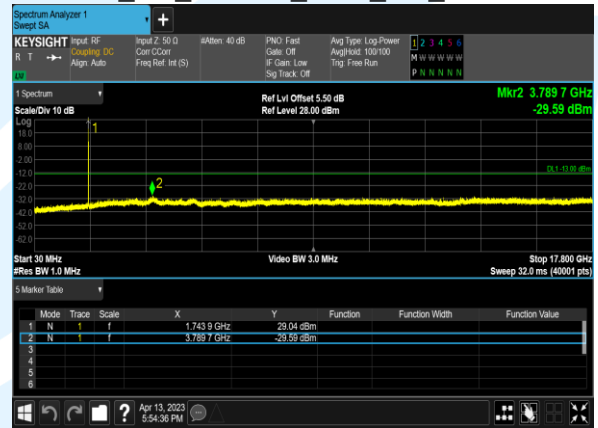 Spectrum Analyzer 1
Swept SA
KEYSIGHT
R T
LW
Input: RF
Coupling: DC
Align: Auto
Input Z: 50 Ω
Corr CCorr
Freq Ref: Int (S)
#Atten: 40 dB
PNO: Fast
Gate: Off
IF Gain: Low
Sig Track: Off
Avg Type: Log-Power
Avg|Hold: 100/100
Trig: Free Run
1 2 3 4 5 6
M W W W W W
P N N N N N
1 Spectrum
Scale/Div 10 dB
Ref Lvl Offset 5.50 dB
Ref Level 28.00 dBm
Mkr2 3.789 7 GHz
-29.59 dBm
Log
18.0
8.00
-2.00
-12.0
-22.0
-32.0
-42.0
-52.0
-62.0
1
2
DL1 -13.00 dBm
Start 30 MHz
#Res BW 1.0 MHz
Video BW 3.0 MHz
Stop 17.800 GHz
Sweep 32.0 ms (40001 pts)
5 Marker Table
Mode Trace Scale X Y Function Function Width Function Value
1 N 1 f 1.743 9 GHz 29.04 dBm
2 N 1 f 3.789 7 GHz -29.59 dBm
3
4
5
6
?
Apr 13, 2023
5:54:36 PM